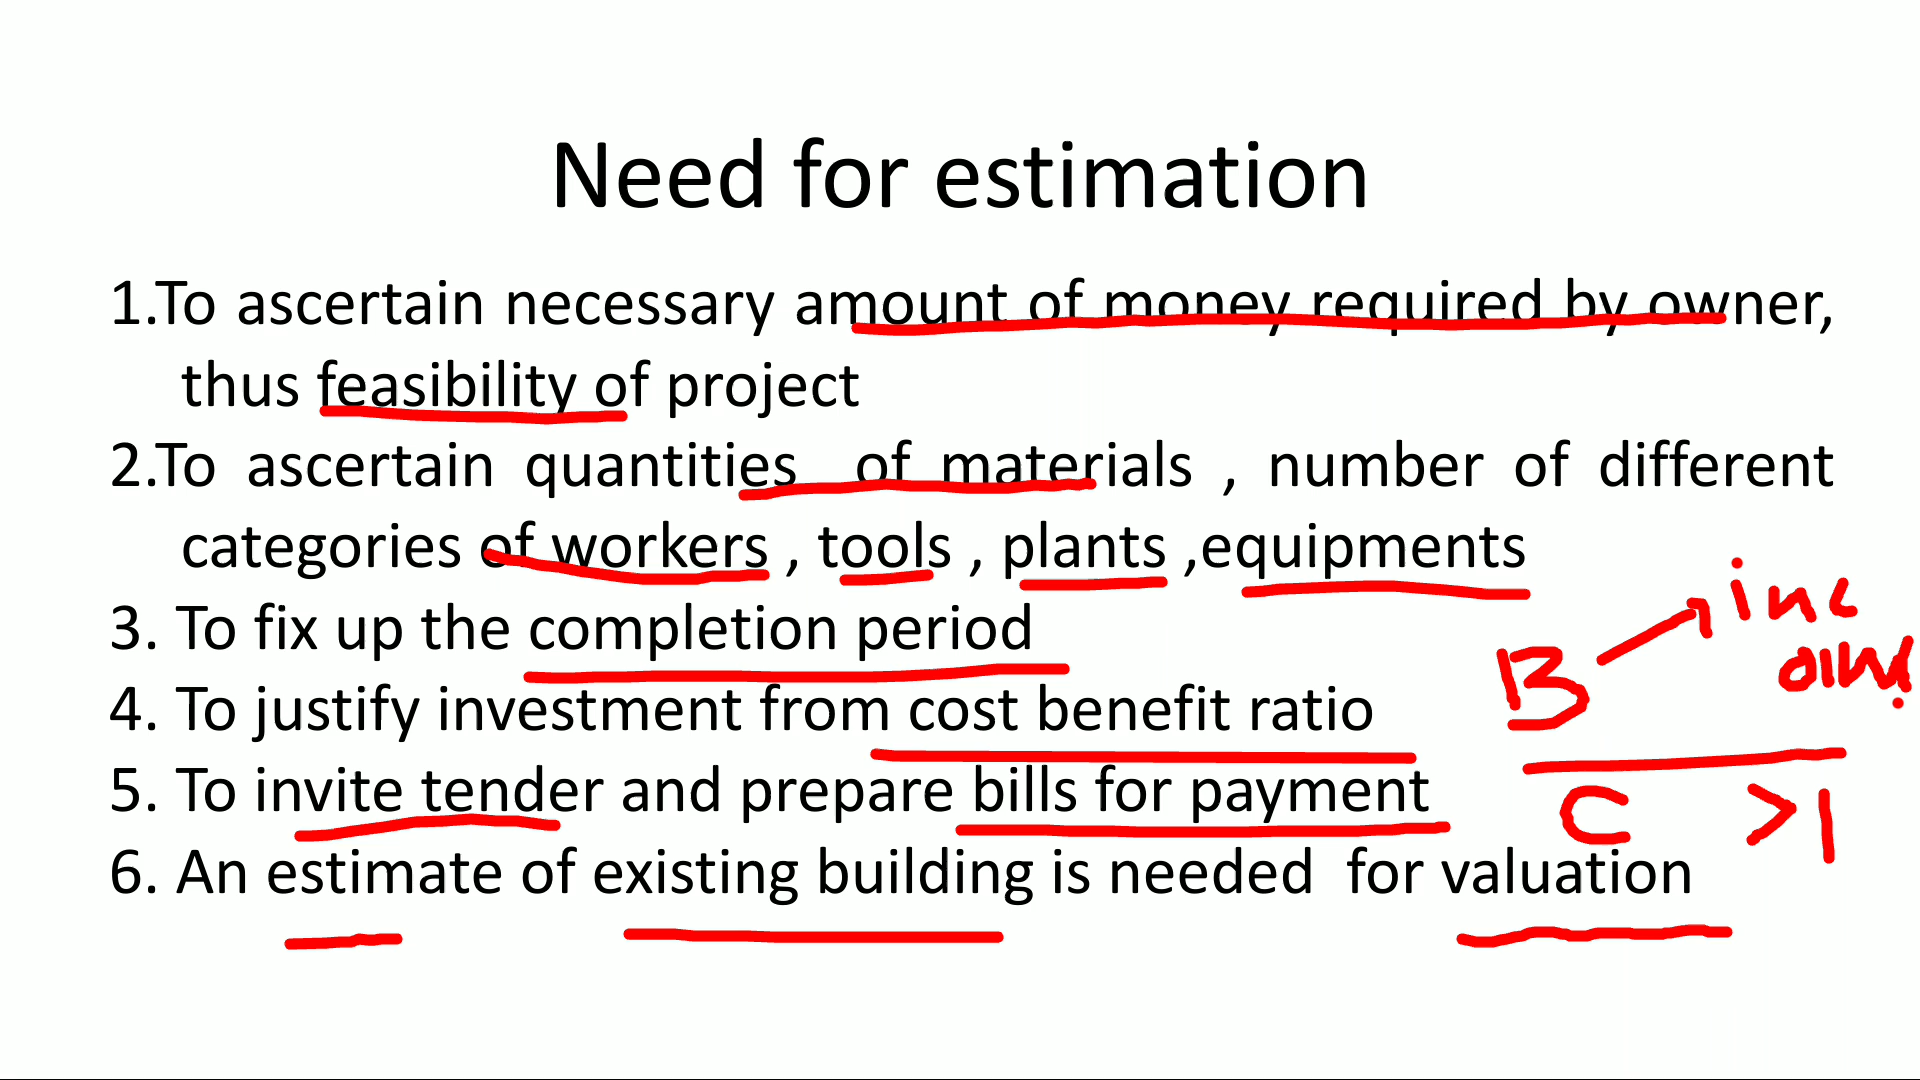 Need for estimation
1.To ascertain necessary amount of money required by owner,
thus feasibility of project
2.To ascertain quantities of materials , number of different
categories of workers , tools , plants ,equipments
3. To fix up the completion period
4. To justify investment from cost benefit ratio
5. To invite tender and prepare bills for payment
6. An estimate of existing building is needed for valuation
inc
B
C >1